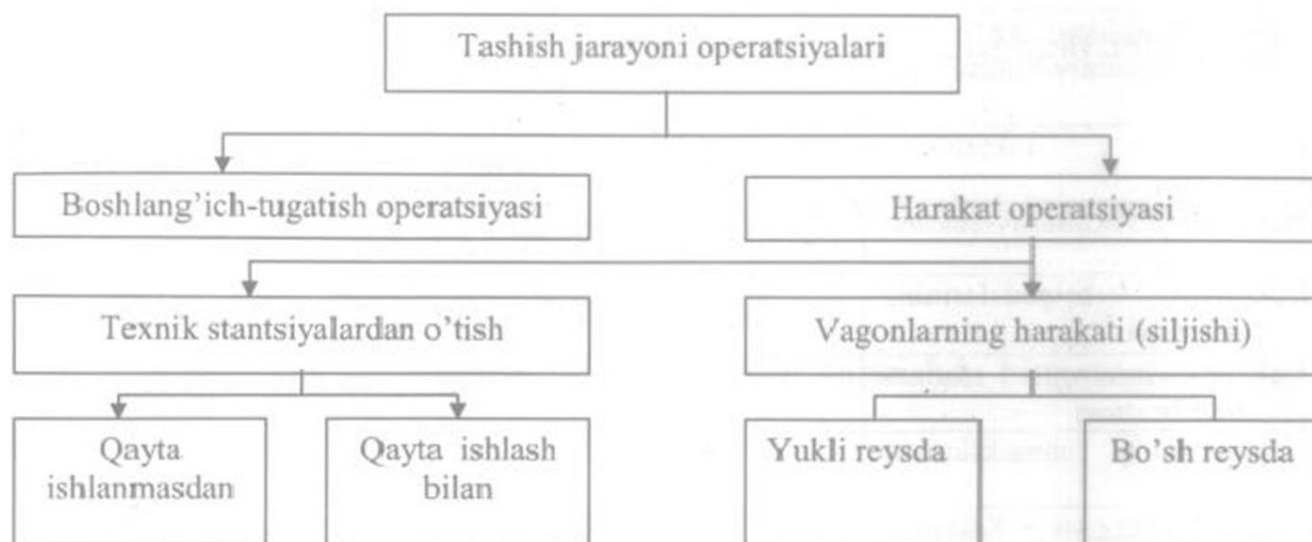 Tashish jarayoni operatsiyalari
Boshlang'ich-tugatish operatsiyasi
Harakat operatsiyasi
Texnik stantsiyalardan o'tish
Vagonlarning harakati (siljishi)
Qayta
ishlanmasdan
Qayta ishlash
bilan
Yukli reysda
Bo'sh reysda